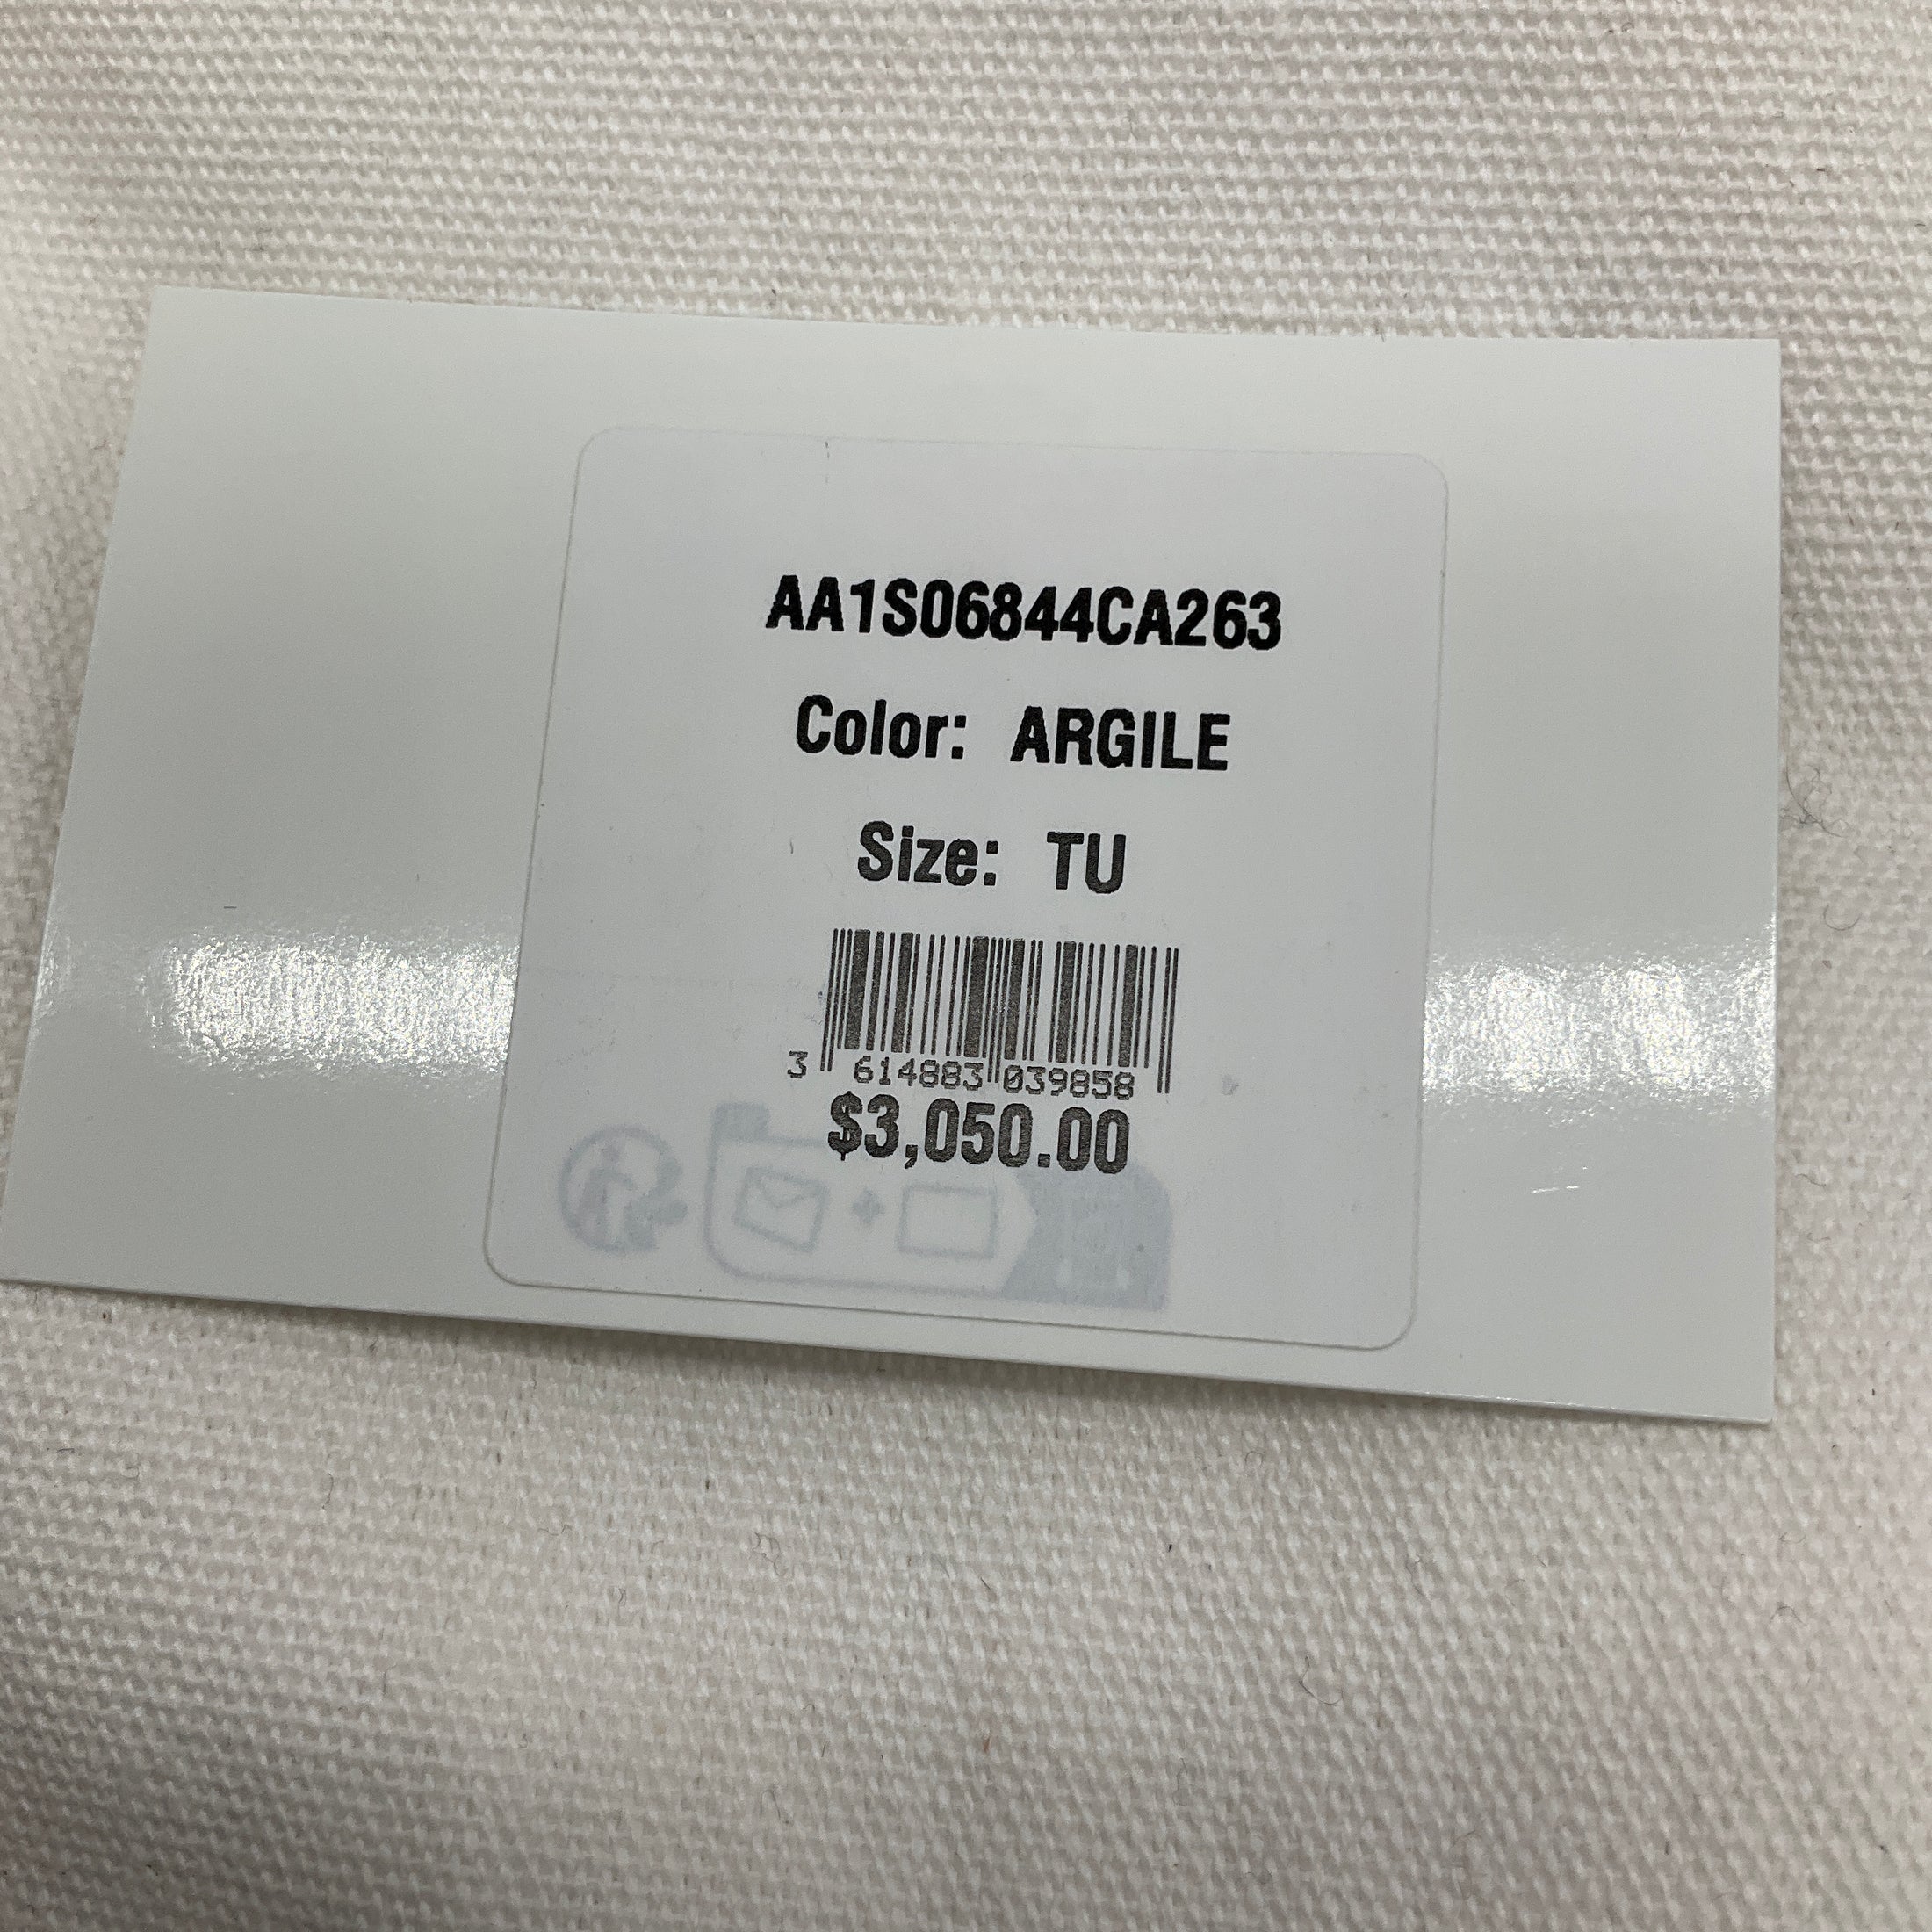 AA1S06844CA263
Color: ARGILE
Size: TU
3 614883 039858
$3,050.00